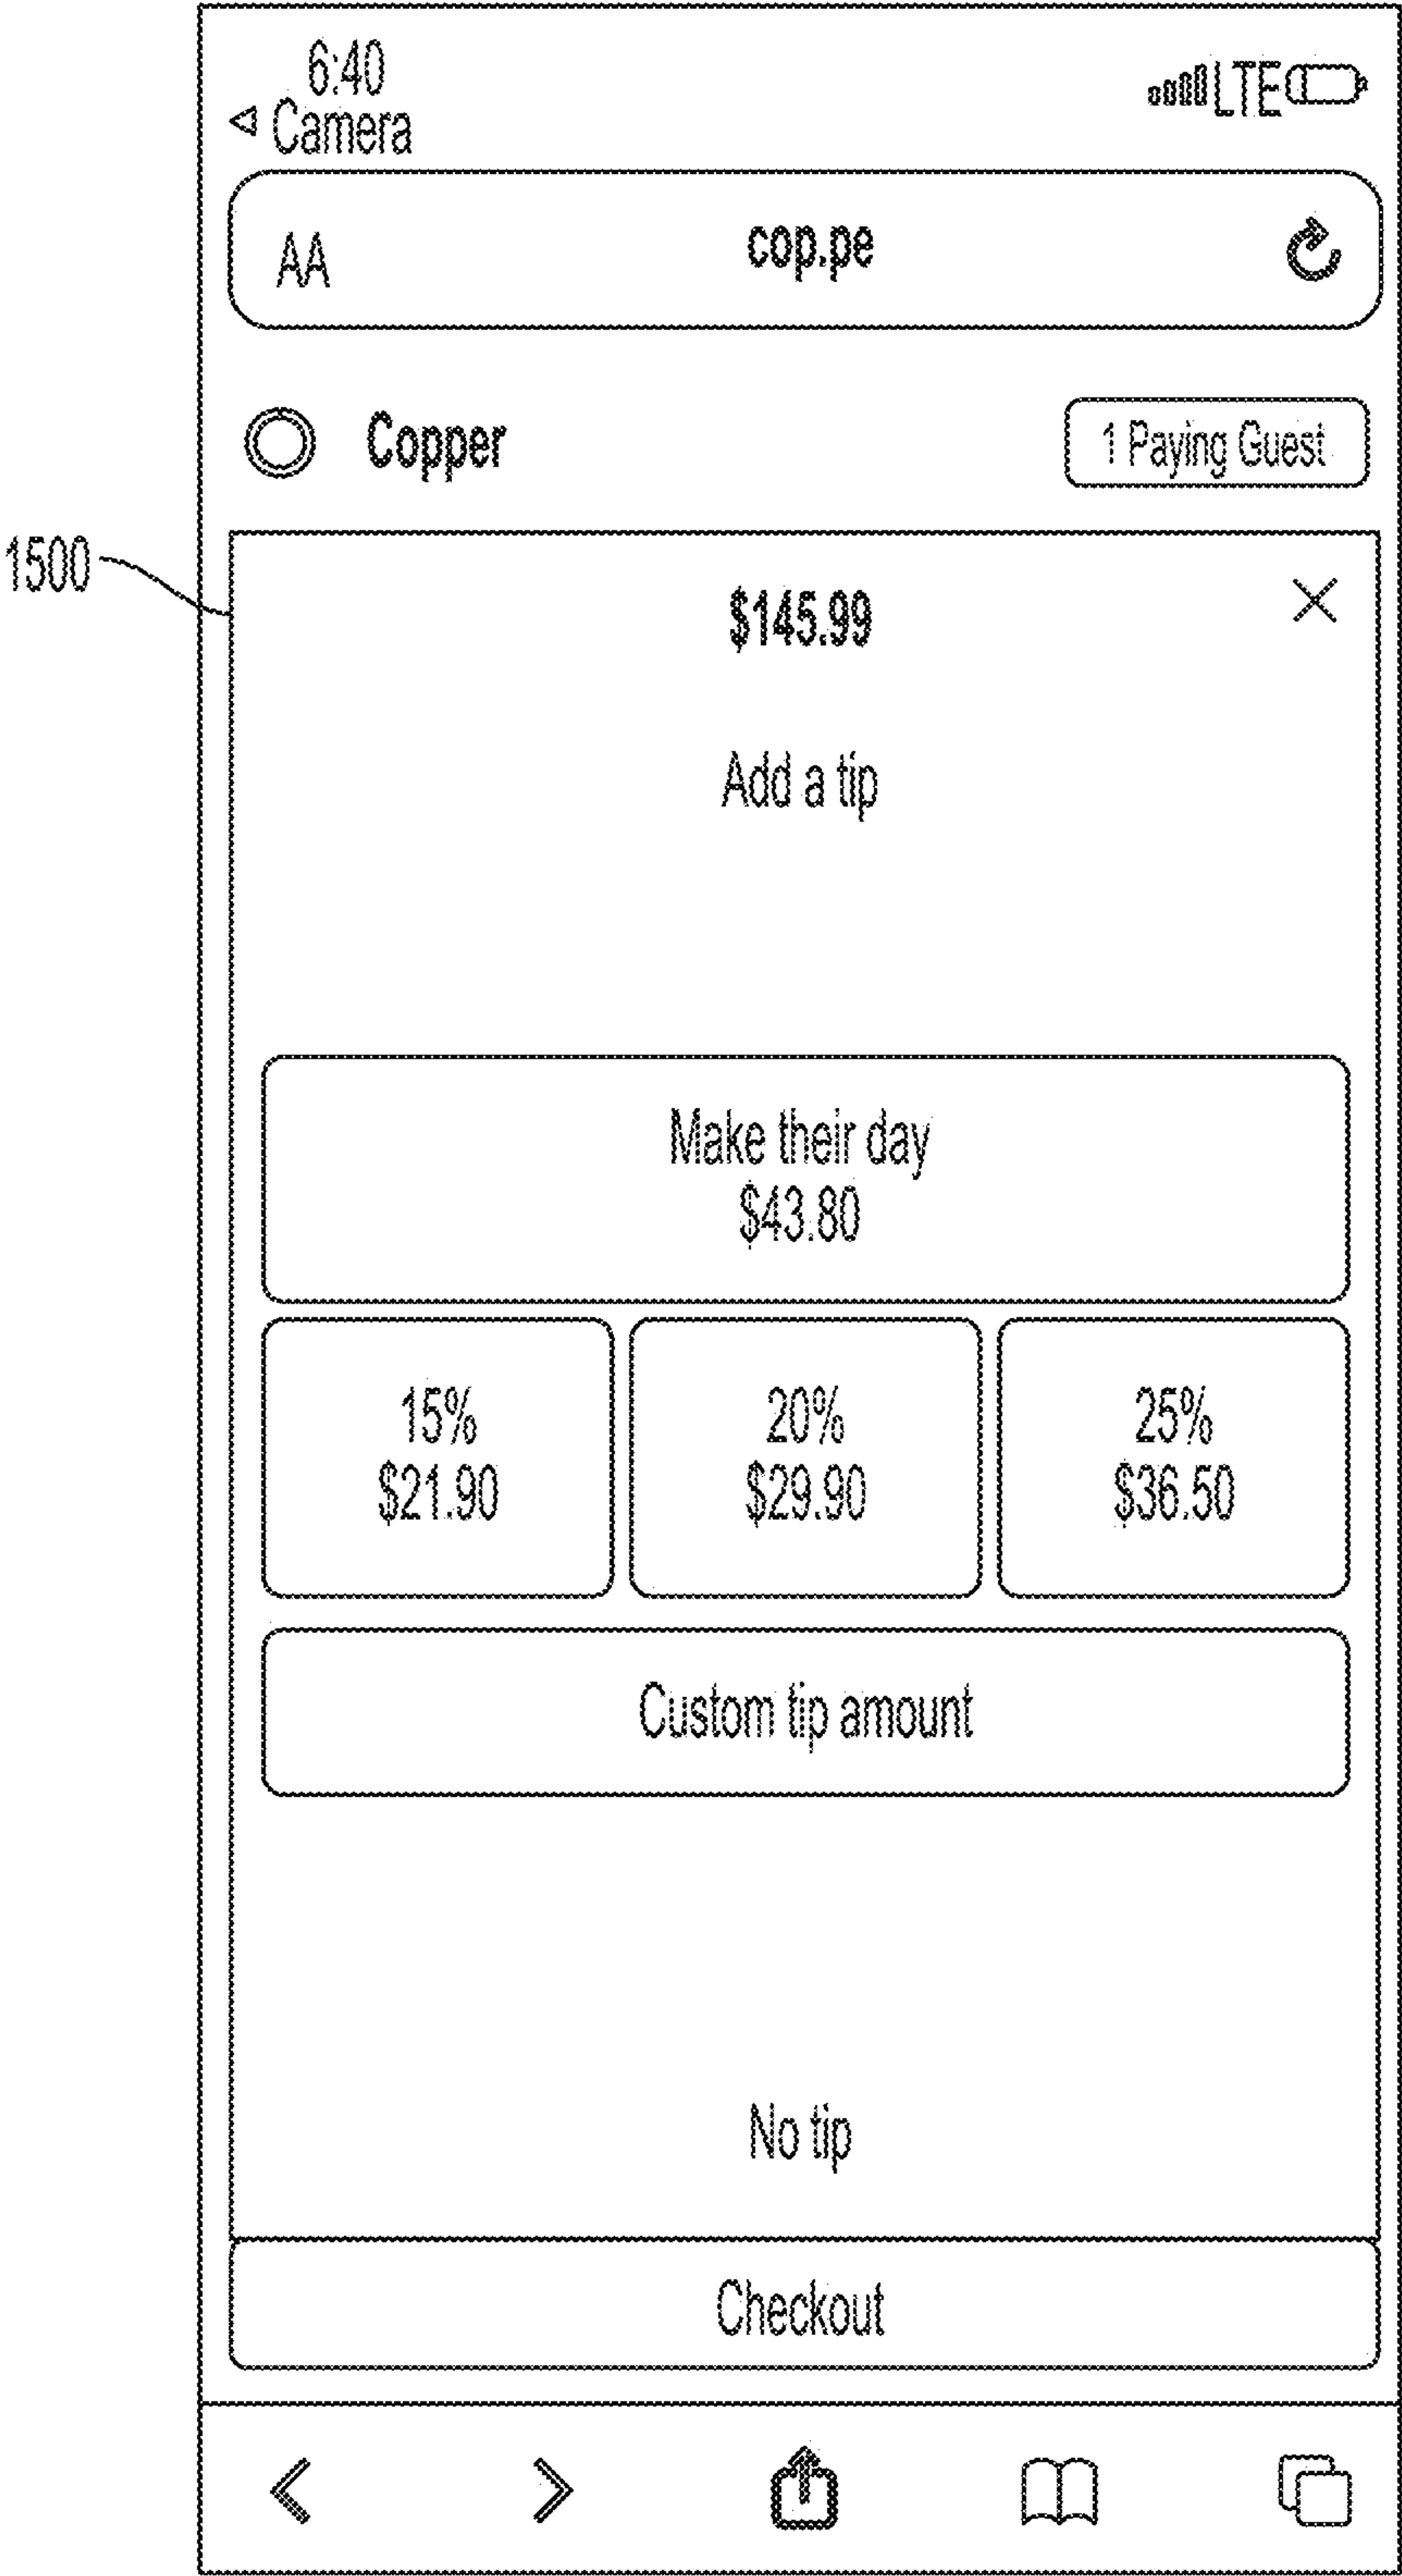 6:40
Camera
LTE
AA
cop.pe
Copper
1 Paying Guest
1500
$145.99
Add a tip
Make their day
$43.80
15%
$21.90
20%
$29.90
25%
$36.50
Custom tip amount
No tip
Checkout